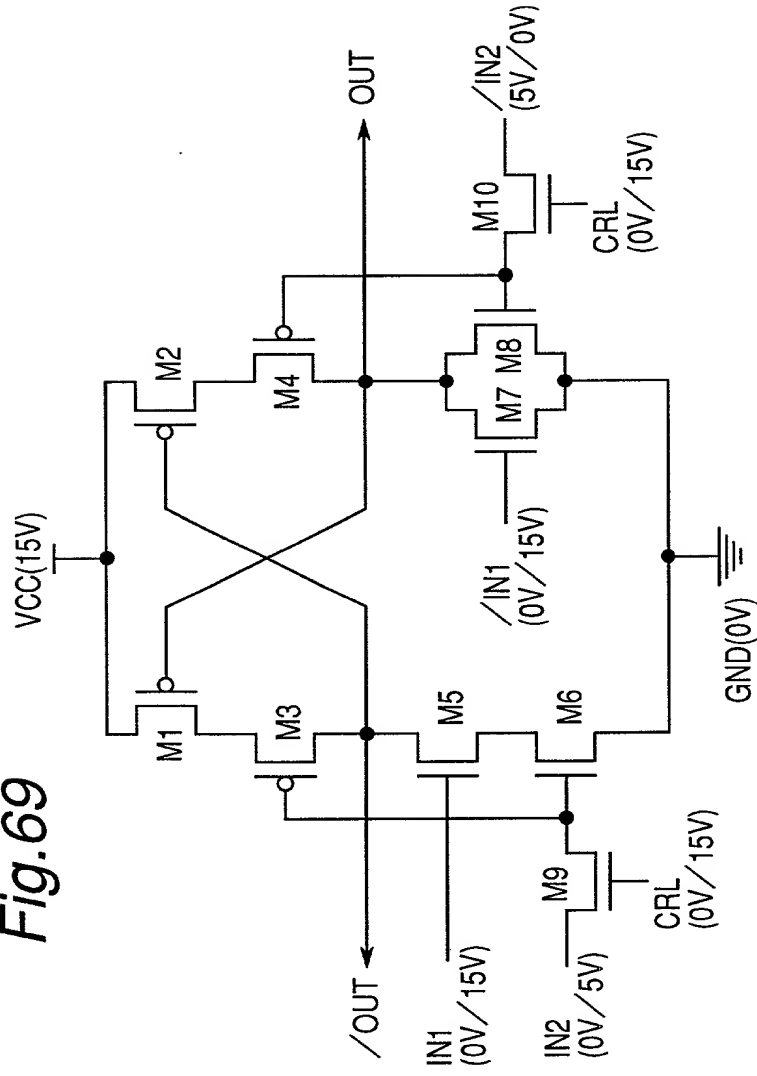 Fig.69
VCC(15V)
M1
M2
M3
M4
/OUT
OUT
IN1
(0V/15V)
M5
/IN1
(0V/15V)
M7
M8
M10
/IN2
(5V/0V)
CRL
(0V/15V)
IN2
(0V/5V)
M9
M6
CRL
(0V/15V)
GND(0V)